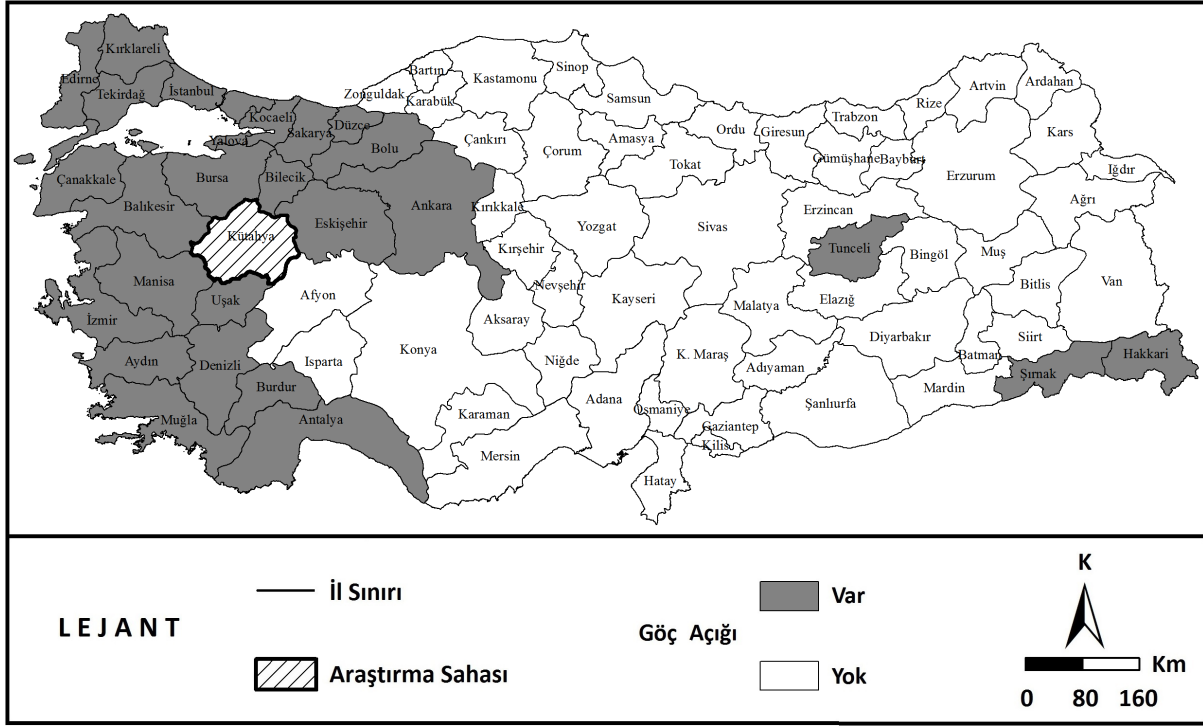 Kırklareli
Edirne
Tekirdağ
İstanbul
Kocaeli
Yalova
Sakarya
Düzce
Bolu
Zonguldak
Bartın
Karabük
Kastamonu
Sinop
Samsun
Çankırı
Çorum
Amasya
Ordu
Tokat
Giresun
Trabzon
Rize
Artvin
Ardahan
Kars
Gümüşhane
Bayburt
Erzurum
Iğdır
Ağrı
Çanakkale
Balıkesir
Bursa
Bilecik
Eskişehir
Ankara
Kırıkkale
Kütahya
Kırşehir
Yozgat
Sivas
Erzincan
Tunceli
Bingöl
Muş
Bitlis
Van
Manisa
Uşak
Afyon
Nevşehir
Kayseri
Malatya
Elazığ
İzmir
Aksaray
Konya
Diyarbakır
Siirt
Batman
Şırnak
Hakkari
Aydın
Denizli
Isparta
Burdur
Niğde
K. Maraş
Adıyaman
Mardin
Şanlıurfa
Muğla
Antalya
Karaman
Mersin
Adana
Osmaniye
Gaziantep
Kilis
Hatay
LEJANT
İl Sınırı
Araştırma Sahası
Göç Açığı
Var
Yok
K
Km
0 80 160